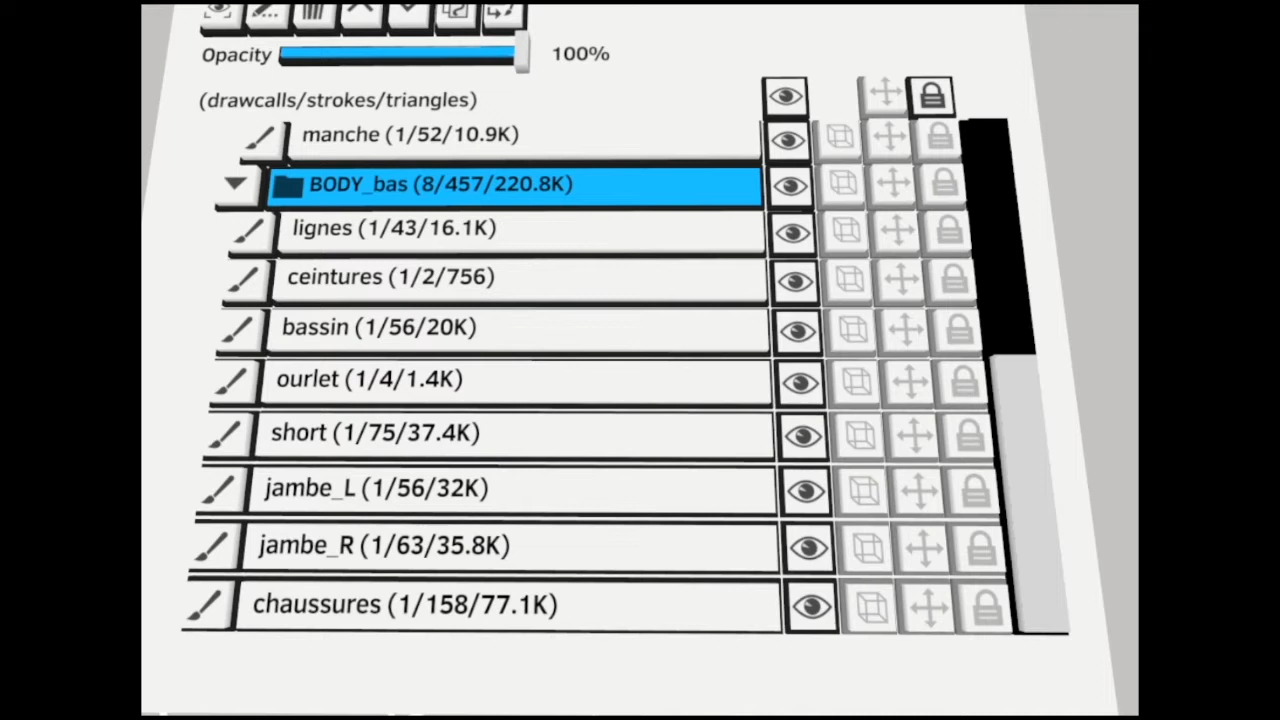 Opacity 100%
(drawcalls/strokes/triangles)
manche (1/52/10.9K)
BODY_bas (8/457/220.8K)
lignes (1/43/16.1K)
ceintures (1/2/756)
bassin (1/56/20K)
ourlet (1/4/1.4K)
short (1/75/37.4K)
jambe_L (1/56/32K)
jambe_R (1/63/35.8K)
chaussures (1/158/77.1K)